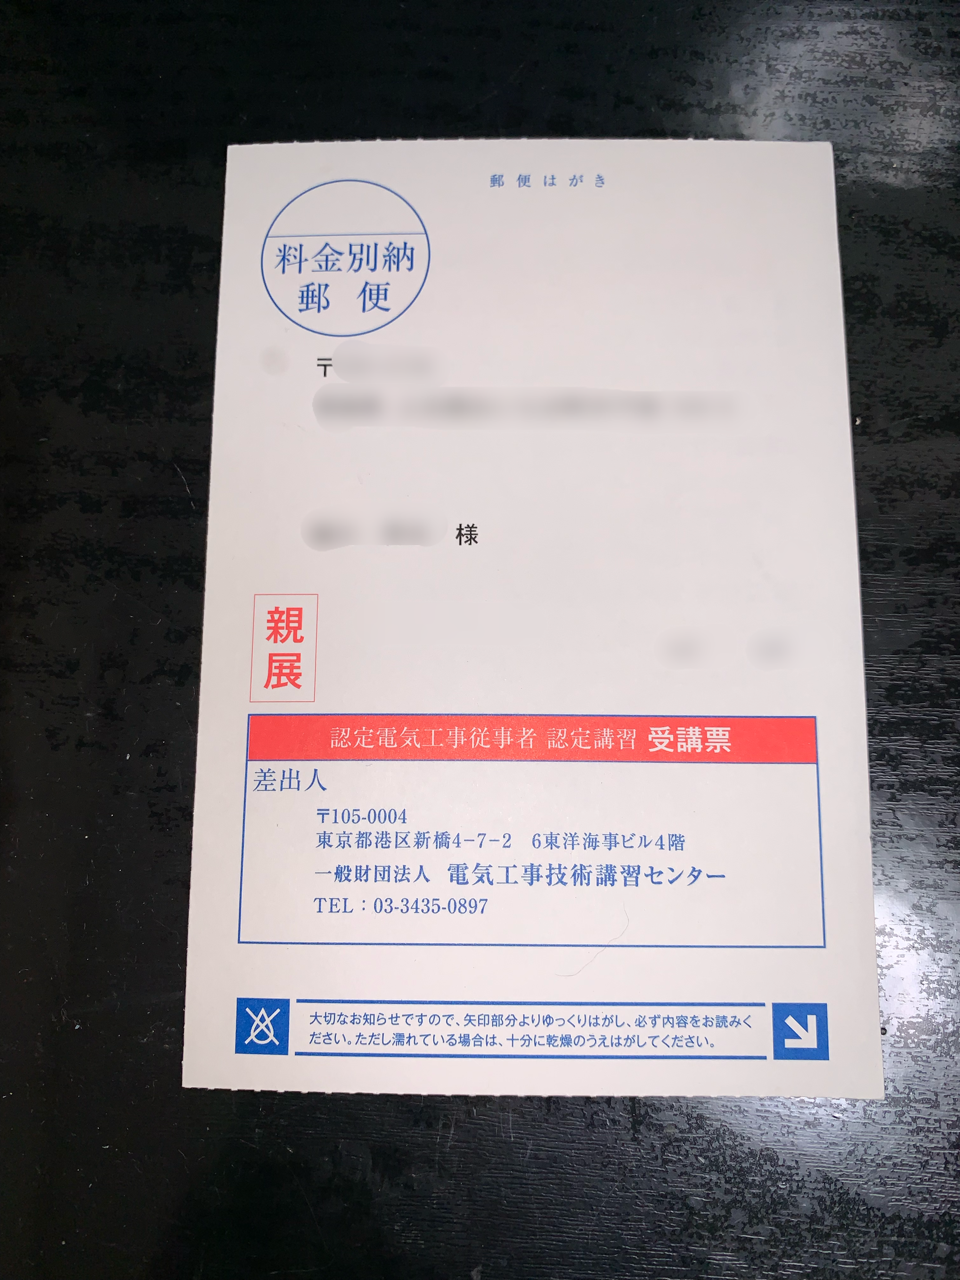 郵便はがき
料金別納
郵便
〒
様
親
展
認定電気工事従事者 認定講習 受講票
差出人
〒105-0004
東京都港区新橋4-7-2 6東洋海事ビル4階
一般財団法人 電気工事技術講習センター
TEL：03-3435-0897
大切なお知らせですので、矢印部分よりゆっくりはがし、必ず内容をお読みく
ださい。ただし濡れている場合は、十分に乾燥のうえはがしてください。